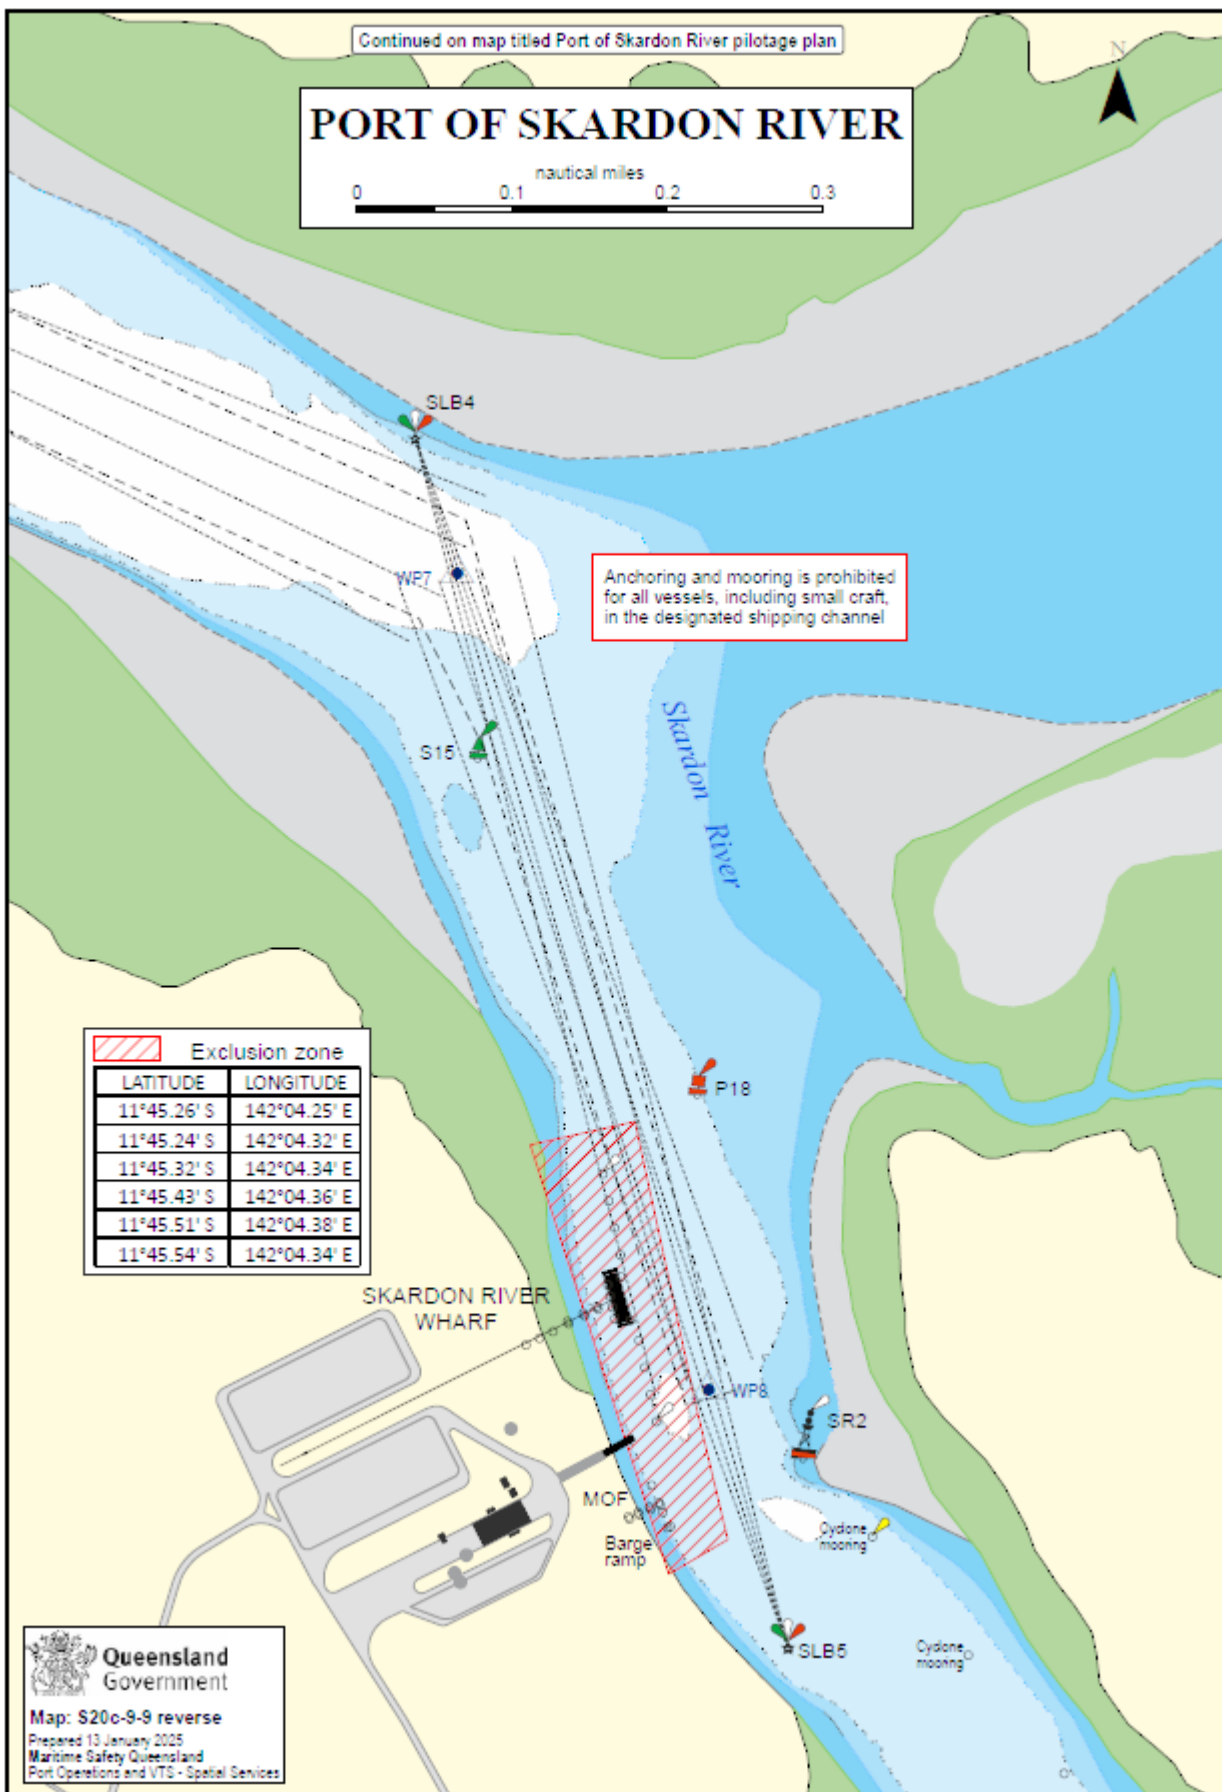 Continued on map titled Port of Skardon River pilotage plan
N
PORT OF SKARDON RIVER
nautical miles
0 0.1 0.2 0.3
SLB4
WP7
Anchoring and mooring is prohibited
for all vessels, including small craft,
in the designated shipping channel
S15
Skardon
River
Exclusion zone
LATITUDE LONGITUDE
11°45.26' S 142°04.25' E
11°45.24' S 142°04.32' E
11°45.32' S 142°04.34' E
11°45.43' S 142°04.36' E
11°45.51' S 142°04.38' E
11°45.54' S 142°04.34' E
P18
SKARDON RIVER
WHARF
WP8
SR2
MOF
Barge
ramp
Cyclone
mooring
SLB5
Cyclone
mooring
Queensland
Government
Map: S20c-9-9 reverse
Prepared 13 January 2025
Maritime Safety Queensland
Port Operations and VTS - Spatial Services